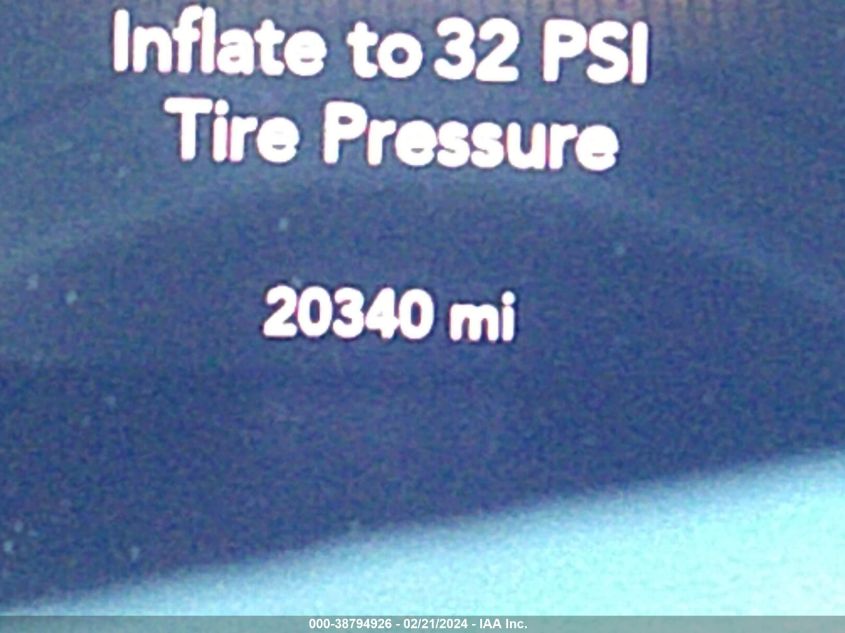 Inflate to 32 PSI
Tire Pressure
20340 mi
000-38794926 - 02/21/2024 - IAA Inc.